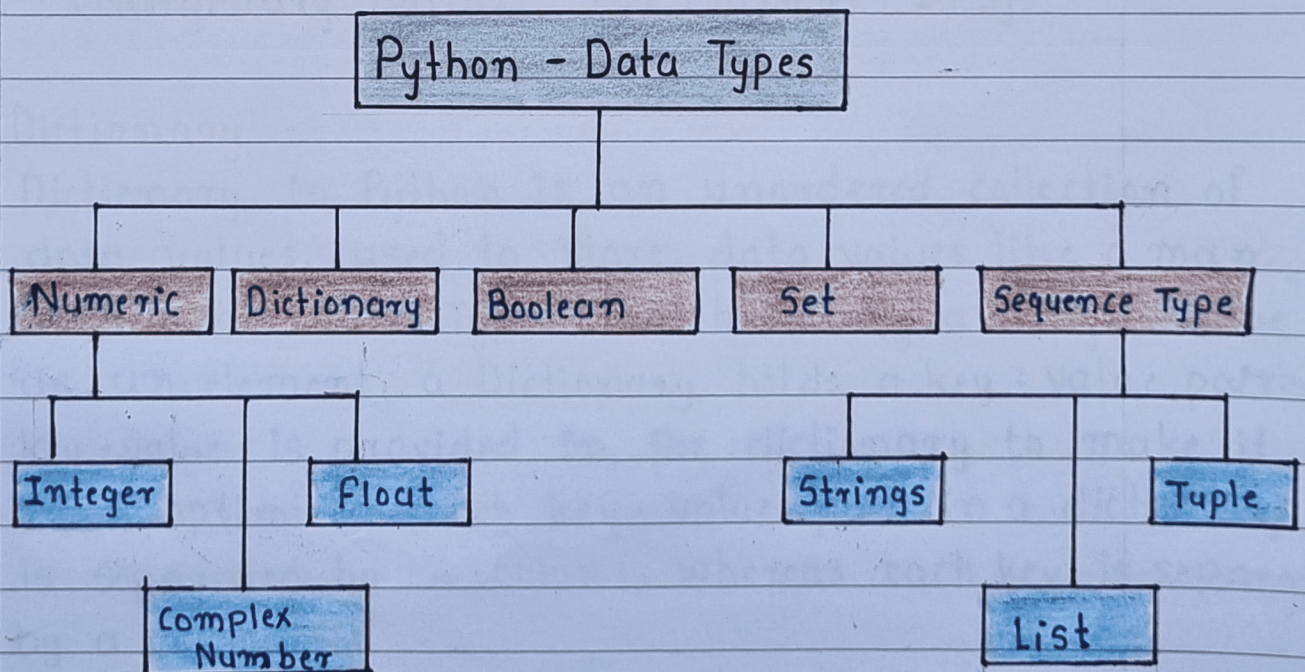 Python - Data Types
Numeric
Dictionary
Boolean
Set
Sequence Type
Integer
Float
Strings
Tuple
Complex
Number
List